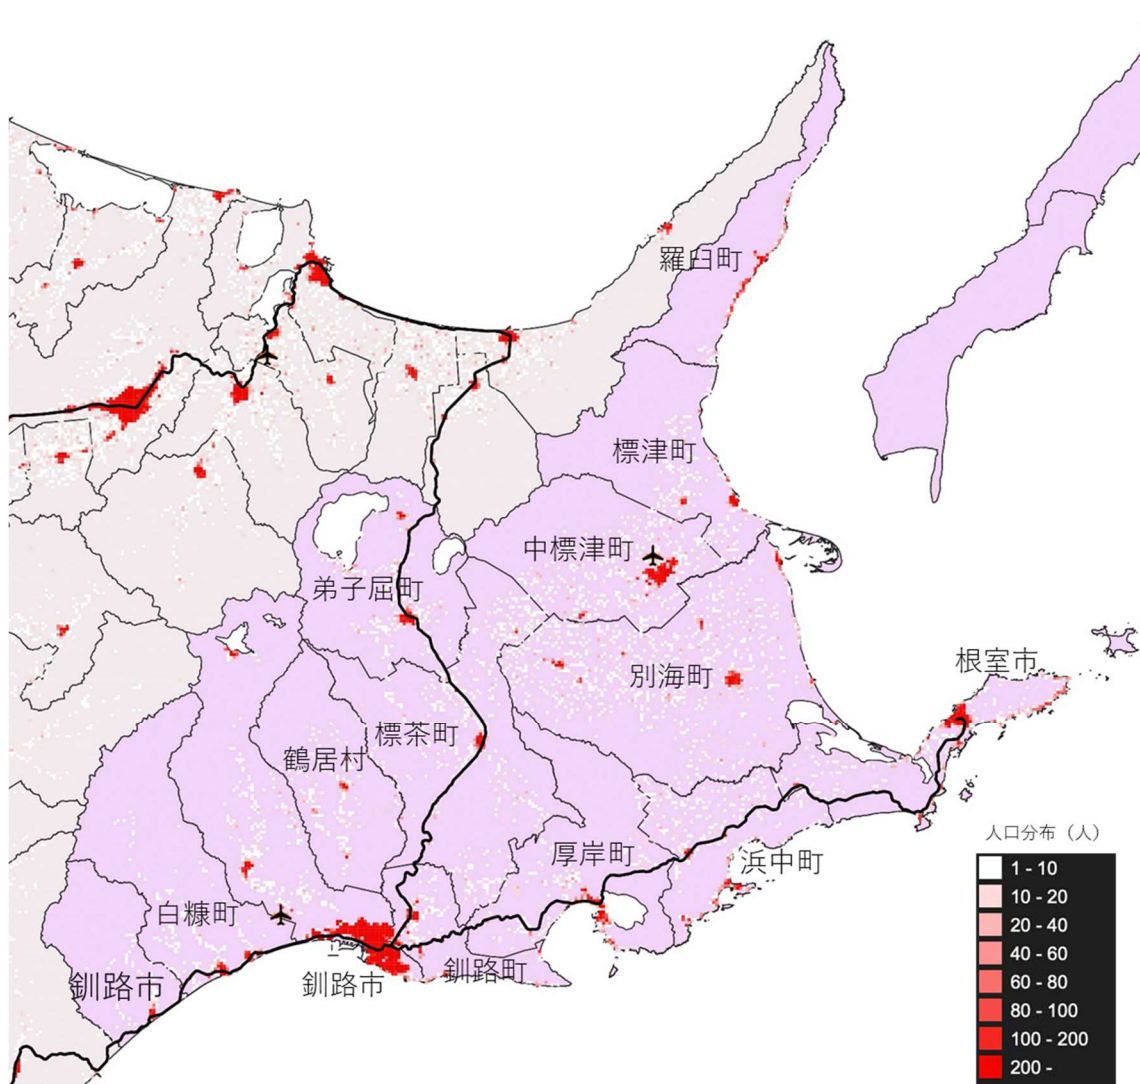 羅臼町
標津町
中標津町
弟子屈町
別海町
根室市
標茶町
鶴居村
厚岸町
浜中町
白糠町
釧路市
釧路市
釧路町
人口分布（人）
1 - 10
10 - 20
20 - 40
40 - 60
60 - 80
80 - 100
100 - 200
200 -